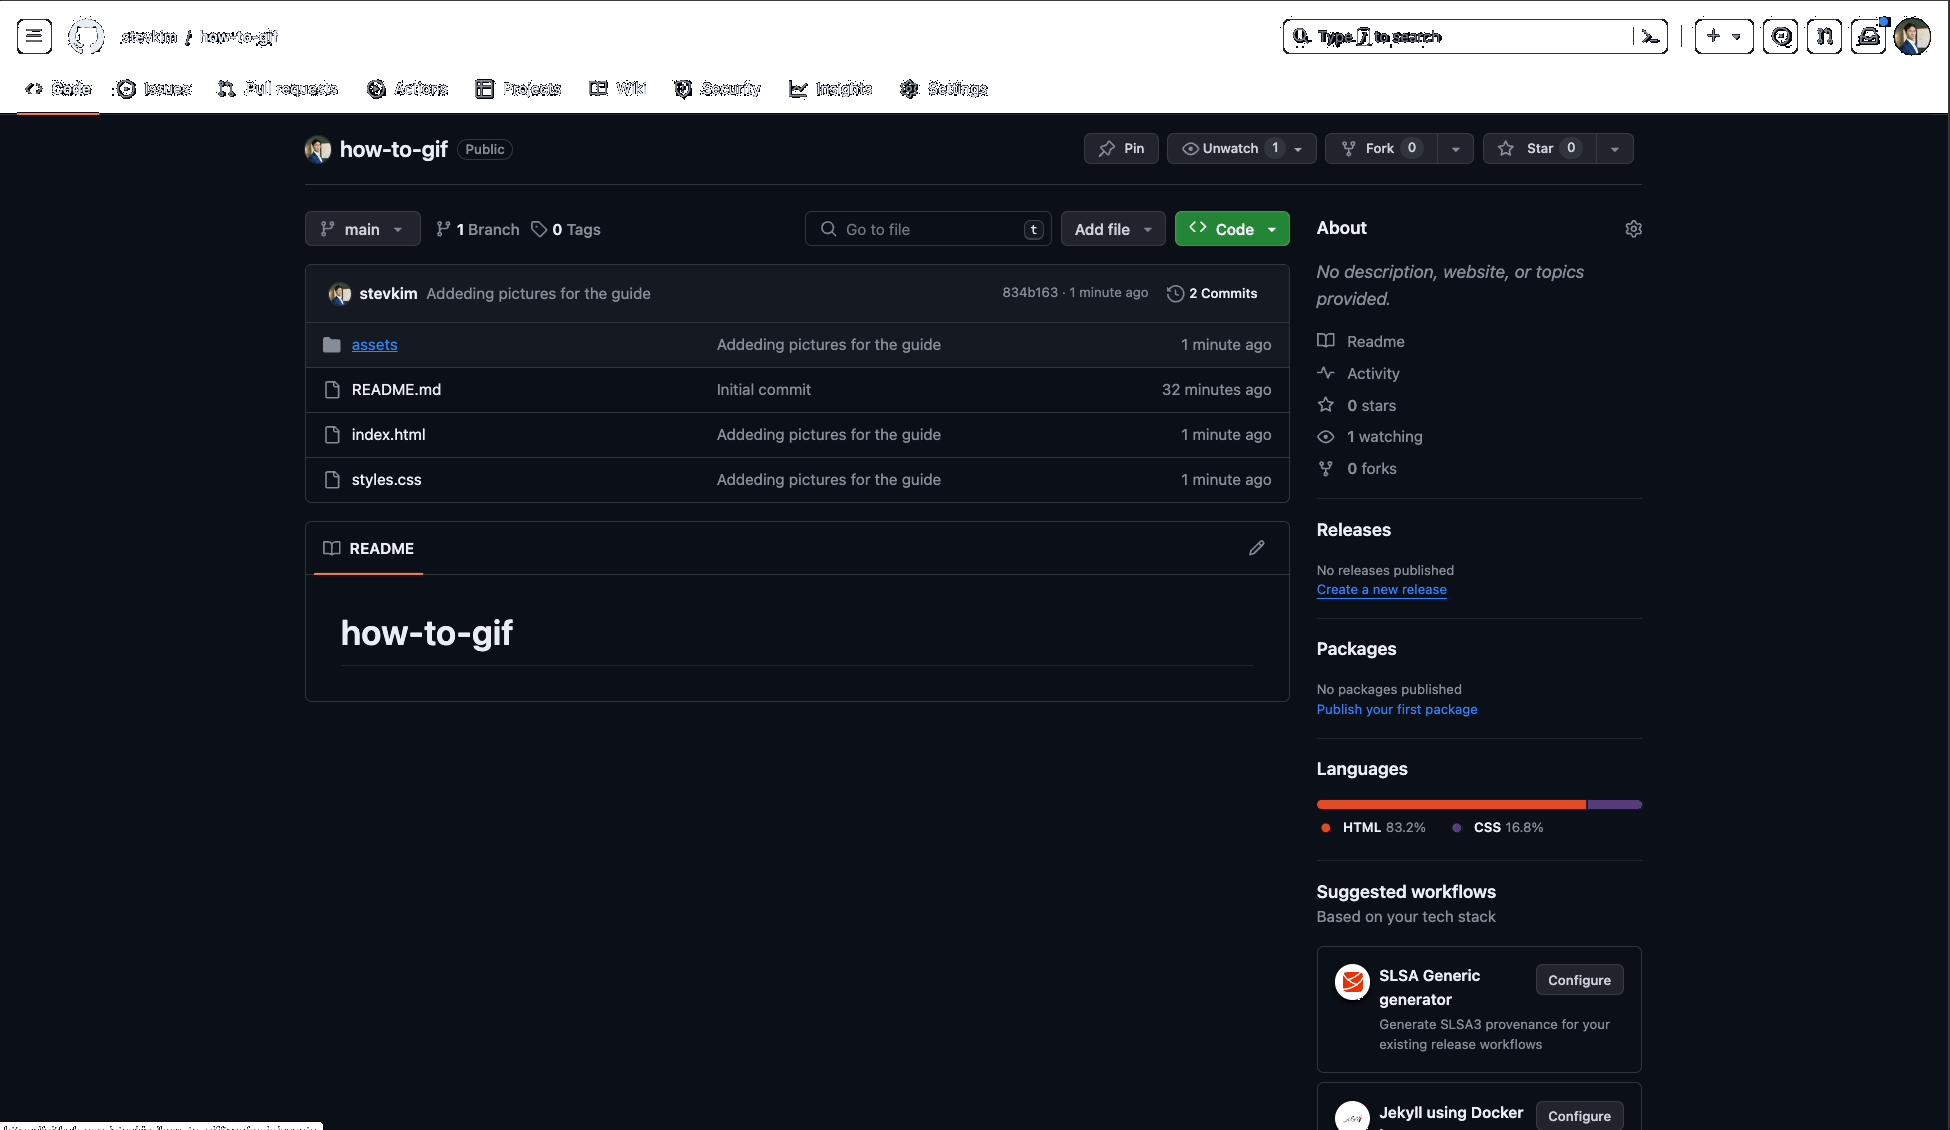 stevkim / how-to-gif
Type / to search
Code Issues Pull requests Actions Projects Wiki Security Insights Settings
how-to-gif Public
Pin Unwatch 1 Fork 0 Star 0
main 1 Branch 0 Tags
Go to file t Add file Code
stevkim Addeding pictures for the guide 834b163 · 1 minute ago 2 Commits
assets Addeding pictures for the guide 1 minute ago
README.md Initial commit 32 minutes ago
index.html Addeding pictures for the guide 1 minute ago
styles.css Addeding pictures for the guide 1 minute ago
README
how-to-gif
About
No description, website, or topics
provided.
Readme
Activity
0 stars
1 watching
0 forks
Releases
No releases published
Create a new release
Packages
No packages published
Publish your first package
Languages
HTML 83.2% CSS 16.8%
Suggested workflows
Based on your tech stack
SLSA Generic
generator
Configure
Generate SLSA3 provenance for your
existing release workflows
Jekyll using Docker
Configure